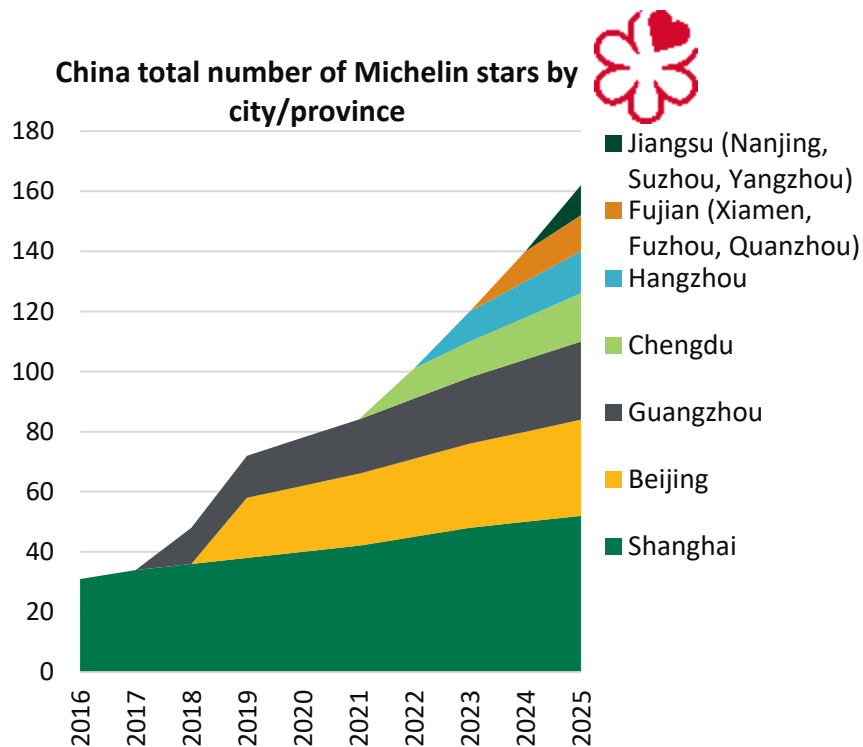 China total number of Michelin stars by
city/province
180
160
140
120
100
80
60
40
20
0
2016
2017
2018
2019
2020
2021
2022
2023
2024
2025
Jiangsu (Nanjing,
Suzhou, Yangzhou)
Fujian (Xiamen,
Fuzhou, Quanzhou)
Hangzhou
Chengdu
Guangzhou
Beijing
Shanghai